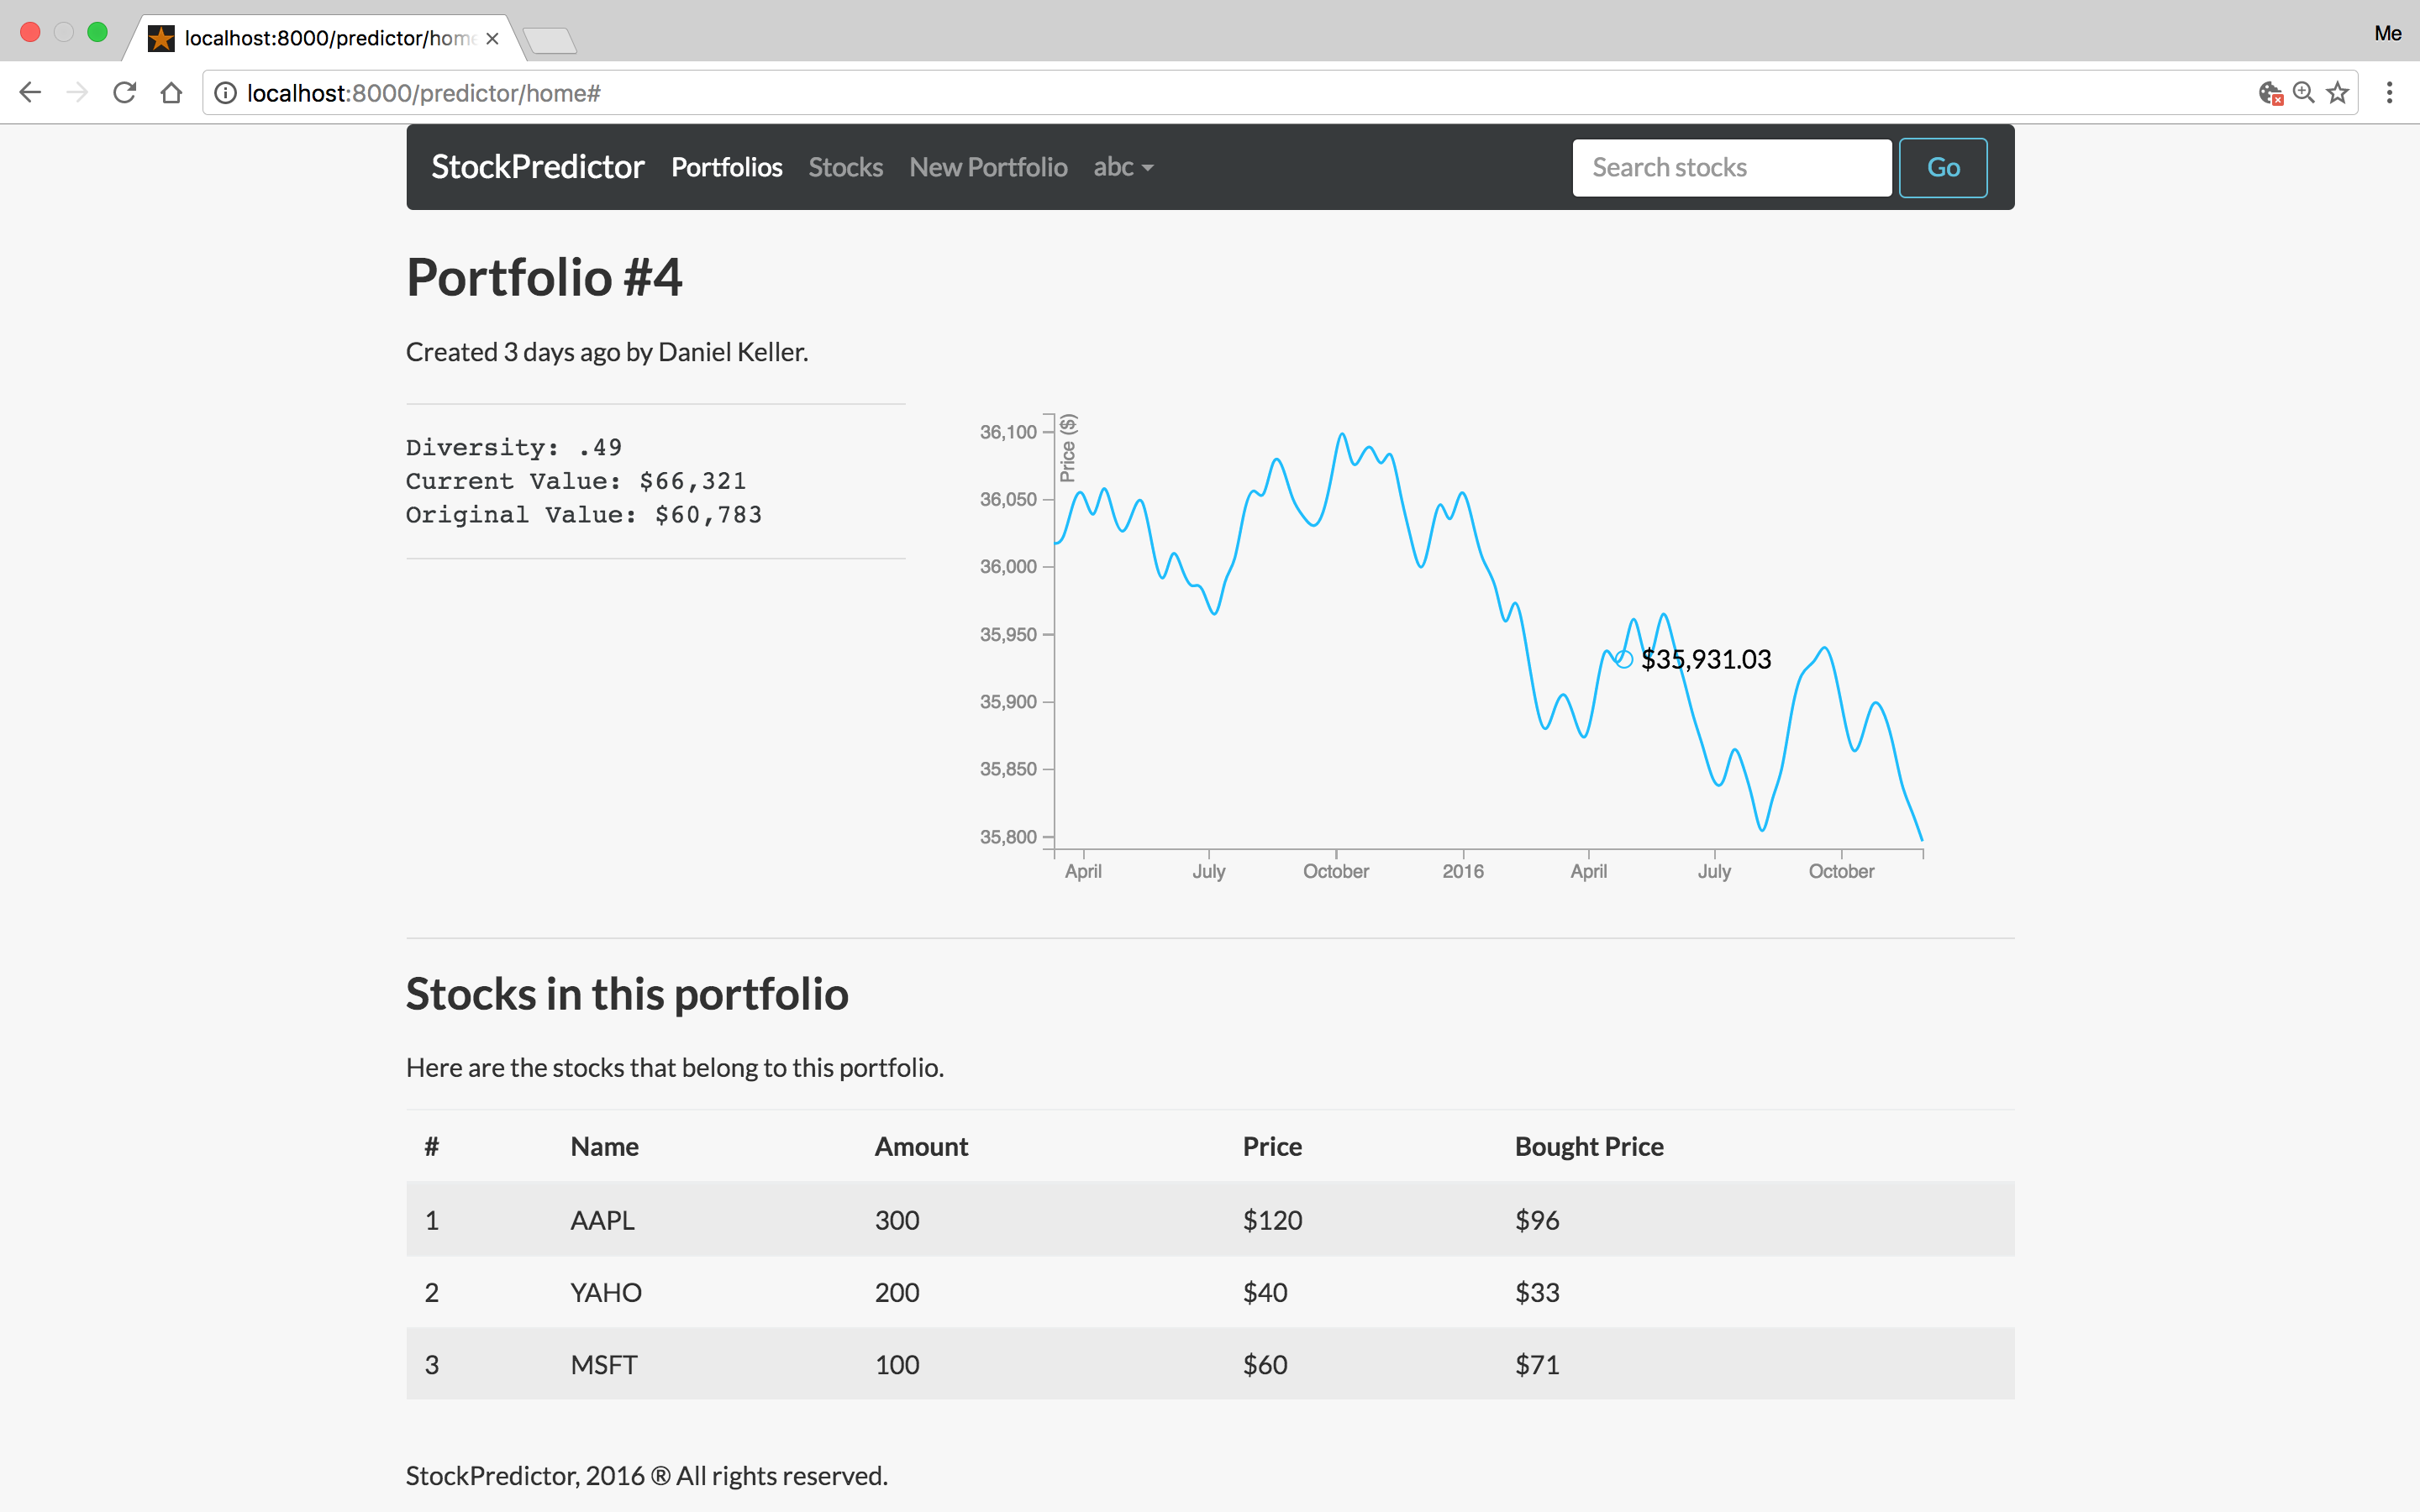 localhost:8000/predictor/home
Me
localhost:8000/predictor/home#
StockPredictor Portfolios Stocks New Portfolio abc Search stocks Go
Portfolio #4
Created 3 days ago by Daniel Keller.
Diversity: .49
Current Value: $66,321
Original Value: $60,783
Price ($)
36,100
36,050
36,000
35,950
35,900
35,850
35,800
$35,931.03
April July October 2016 April July October
Stocks in this portfolio
Here are the stocks that belong to this portfolio.
# Name Amount Price Bought Price
1 AAPL 300 $120 $96
2 YAHO 200 $40 $33
3 MSFT 100 $60 $71
StockPredictor, 2016 ® All rights reserved.